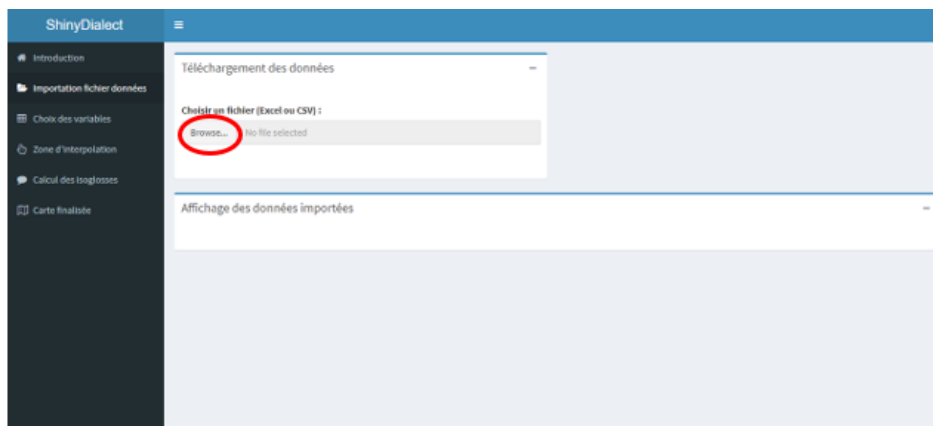 ShinyDialect
Introduction
Importation fichier données
Choix des variables
Zone d'interpolation
Calcul des isoglosses
Carte finalisée
Téléchargement des données
Choisir un fichier (Excel ou CSV) :
Browse... No file selected
Affichage des données importées